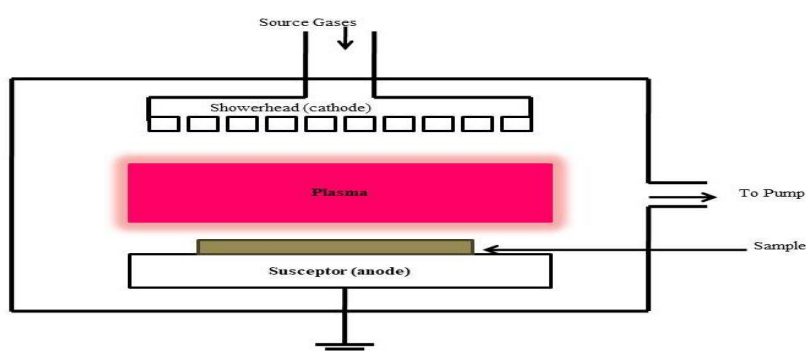 Source Gases
Showerhead (cathode)
Plasma
To Pump
Sample
Susceptor (anode)